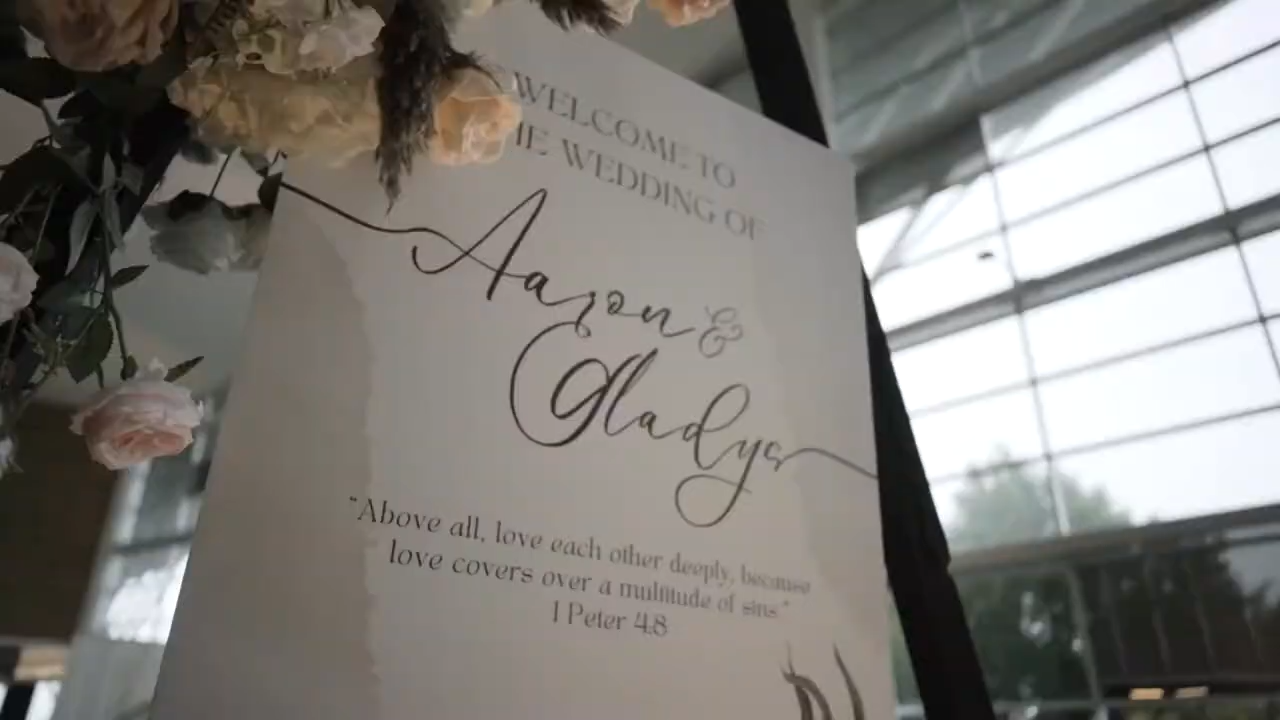 WELCOME TO
THE WEDDING OF
Aaron &
Gladys
"Above all, love each other deeply, because
love covers over a multitude of sins."
1 Peter 4:8